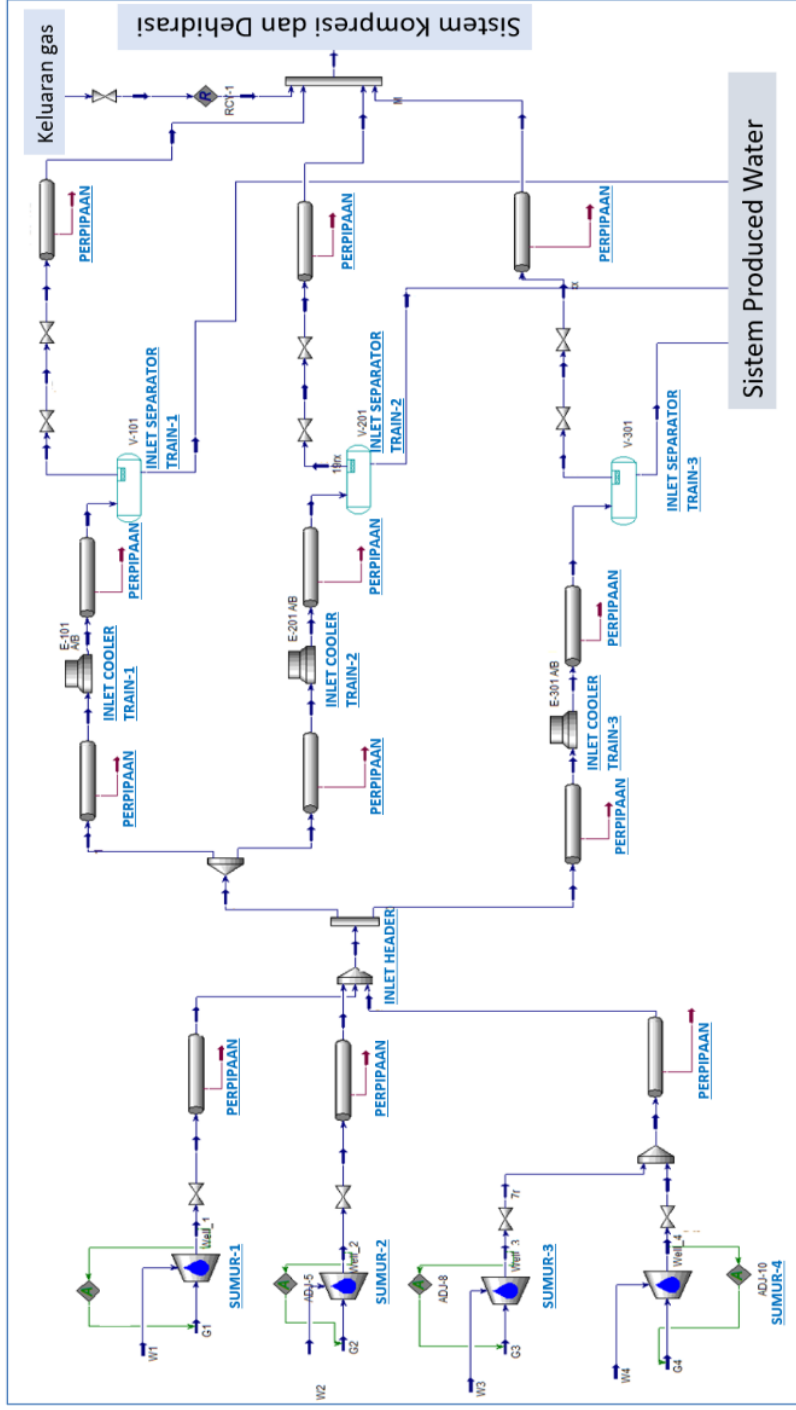 Keluaran gas
Sistem Kompresi dan Dehidrasi
RCY-1
PERPIPAAN
PERPIPAAN
M
PERPIPAAN
V-101
INLET SEPARATOR
TRAIN-1
19rx
V-201
INLET SEPARATOR
TRAIN-2
rx
V-301
INLET SEPARATOR
TRAIN-3
Sistem Produced Water
E-101
A/B
INLET COOLER
TRAIN-1
PERPIPAAN
PERPIPAAN
1
E-201 A/B
INLET COOLER
TRAIN-2
PERPIPAAN
PERPIPAAN
E-301 A/B
INLET COOLER
TRAIN-3
PERPIPAAN
PERPIPAAN
INLET HEADER
PERPIPAAN
PERPIPAAN
PERPIPAAN
A
W1
G1
Well_1
SUMUR-1
A
ADJ-5
W2
G2
Well_2
SUMUR-2
A
ADJ-8
W3
G3
Well_3
7r
SUMUR-3
W4
G4
Well_4
A
ADJ-10
SUMUR-4
R